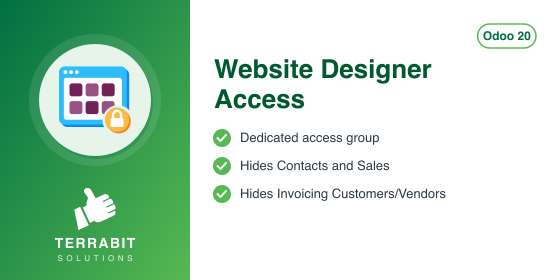 Odoo 20
Website Designer
Access
Dedicated access group
Hides Contacts and Sales
Hides Invoicing Customers/Vendors
TERRABIT
SOLUTIONS